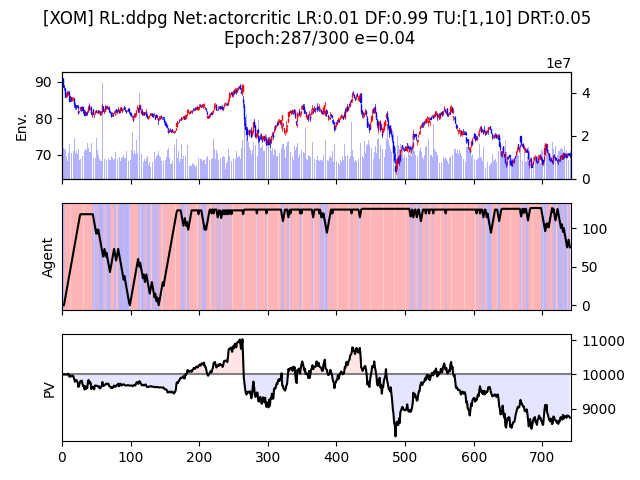 [XOM] RL:ddpg Net:actorcritic LR:0.01 DF:0.99 TU:[1,10] DRT:0.05
Epoch:287/300 e=0.04
1e7
90
80
70
Env.
4
2
0
Agent
100
50
0
PV
11000
10000
9000
0 100 200 300 400 500 600 700